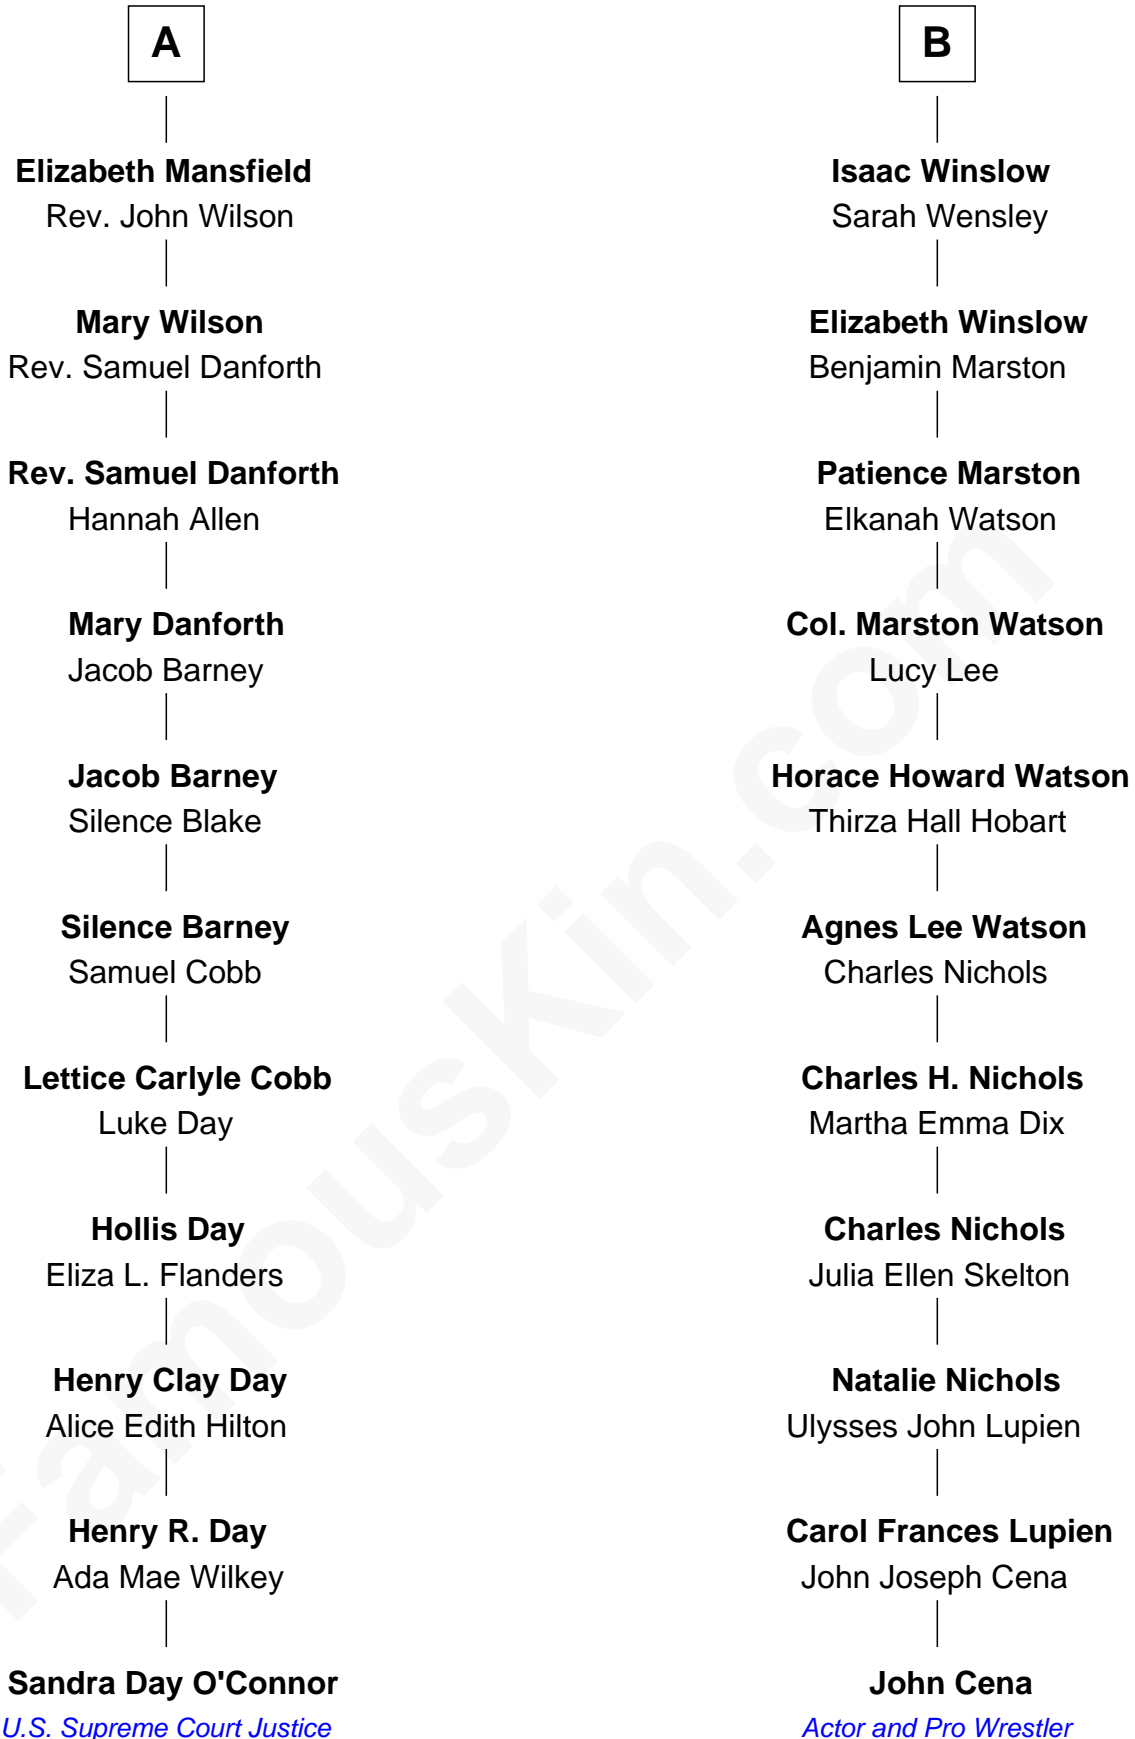 A
Elizabeth Mansfield
Rev. John Wilson
Mary Wilson
Rev. Samuel Danforth
Rev. Samuel Danforth
Hannah Allen
Mary Danforth
Jacob Barney
Jacob Barney
Silence Blake
Silence Barney
Samuel Cobb
Lettice Carlyle Cobb
Luke Day
Hollis Day
Eliza L. Flanders
Henry Clay Day
Alice Edith Hilton
Henry R. Day
Ada Mae Wilkey
Sandra Day O'Connor
U.S. Supreme Court Justice
B
Isaac Winslow
Sarah Wensley
Elizabeth Winslow
Benjamin Marston
Patience Marston
Elkanah Watson
Col. Marston Watson
Lucy Lee
Horace Howard Watson
Thirza Hall Hobart
Agnes Lee Watson
Charles Nichols
Charles H. Nichols
Martha Emma Dix
Charles Nichols
Julia Ellen Skelton
Natalie Nichols
Ulysses John Lupien
Carol Frances Lupien
John Joseph Cena
John Cena
Actor and Pro Wrestler
FamousKin.com